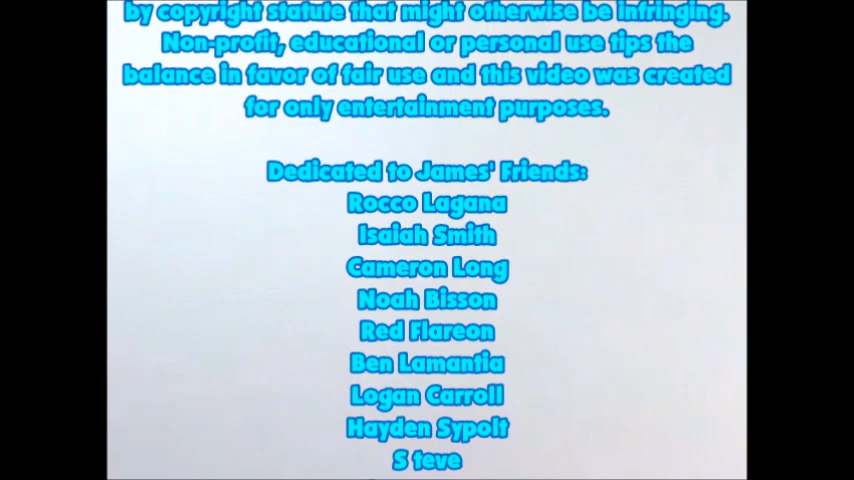 by copyright statute that might otherwise be infringing.
Non-profit, educational or personal use tips the
balance in favor of fair use and this video was created
for only entertainment purposes.
Dedicated to James' Friends:
Rocco Lagana
Isaiah Smith
Cameron Long
Noah Bisson
Red Flareon
Ben Lamantia
Logan Carroll
Hayden Sypolt
S teve